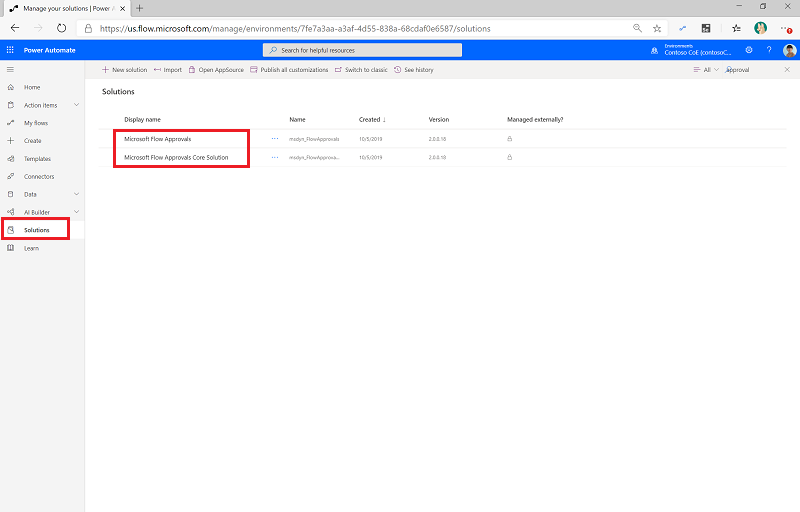 Manage your solutions | Power A
https://us.flow.microsoft.com/manage/environments/7fe7a3aa-a3af-4d55-838a-68cdaf0e6587/solutions
Power Automate
Search for helpful resources
Environments
Contoso CoE (contosoC...
New solution
Import
Open AppSource
Publish all customizations
Switch to classic
See history
All
Approval
Home
Action items
My flows
Create
Templates
Connectors
Data
AI Builder
Solutions
Learn
Solutions
Display name Name Created Version Managed externally?
Microsoft Flow Approvals ··· msdyn_FlowApprovals 10/5/2019 2.0.0.18
Microsoft Flow Approvals Core Solution ··· msdyn_FlowApprova... 10/5/2019 2.0.0.18